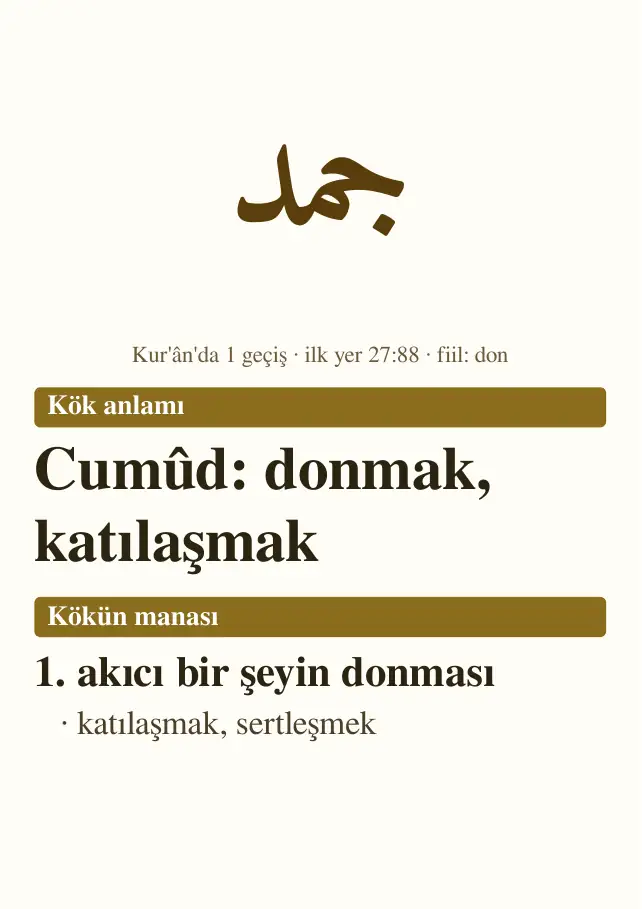 جمد
Kur'ân'da 1 geçiş · ilk yer 27:88 · fiil: don
Kök anlamı
Cumûd: donmak,
katılaşmak
Kökün manası
1. akıcı bir şeyin donması
· katılaşmak, sertleşmek